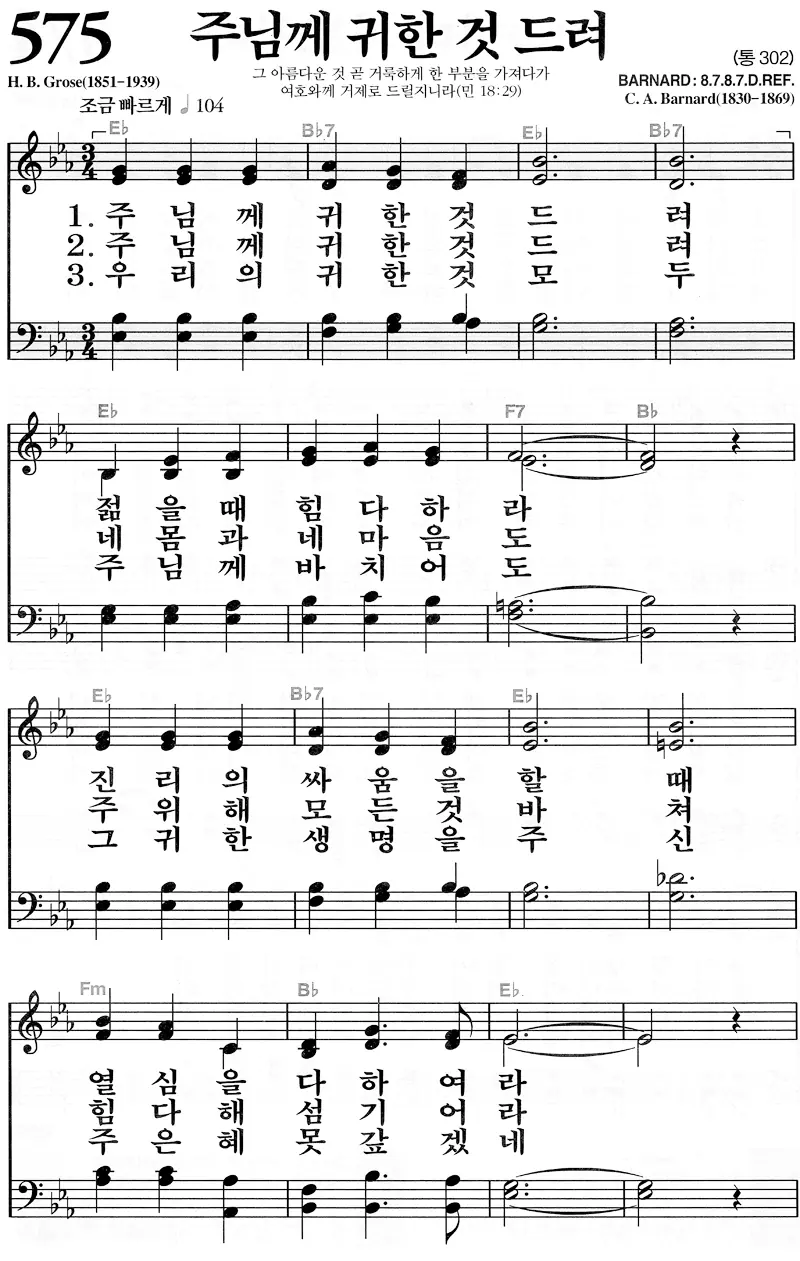 575 주님께 귀한 것 드려
(통 302)
H. B. Grose(1851-1939)
그 아름다운 것 곧 거룩하게 한 부분을 가져다가
여호와께 거제로 드릴지니라(민 18:29)
BARNARD: 8.7.8.7.D.REF.
C. A. Barnard(1830-1869)
조금 빠르게 ♩ 104
E♭ B♭7 E♭ B♭7
3/4
1. 주 님 께 귀 한 것 드 려
2. 주 님 께 귀 한 것 드 려
3. 우 리 의 귀 한 것 모 두
3/4
E♭ F7 B♭
젊 을 때 힘 다 하 라
네 몸 과 네 마 음 도
주 님 께 바 치 어 도
E♭ B♭7 E♭
진 리 의 싸 움 을 할 때
주 위 해 모 든 것 바 쳐
그 귀 한 생 명 을 주 신
Fm B♭ E♭
열 심 을 다 하 여 라
힘 다 해 섬 기 어 라
주 은 혜 못 갚 겠 네